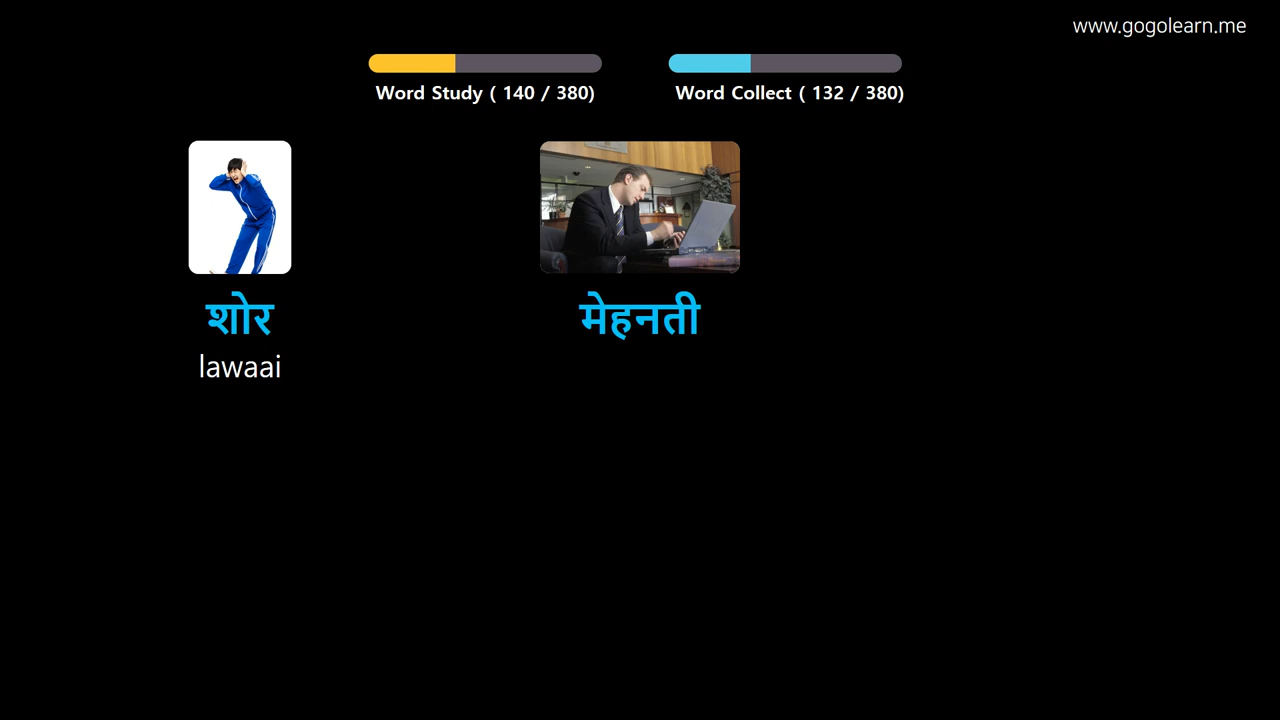 www.gogolearn.me
Word Study ( 140 / 380)
Word Collect ( 132 / 380)
शोर
lawaai
मेहनती